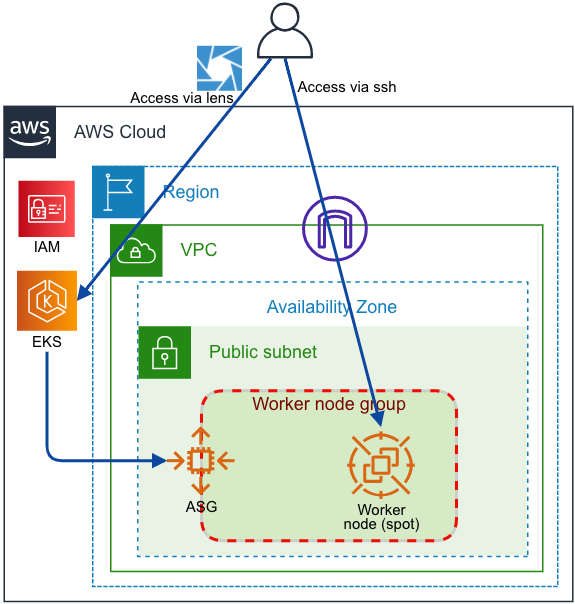 Access via lens
Access via ssh
aws
AWS Cloud
Region
IAM
VPC
EKS
Availability Zone
Public subnet
Worker node group
ASG
Worker
node (spot)